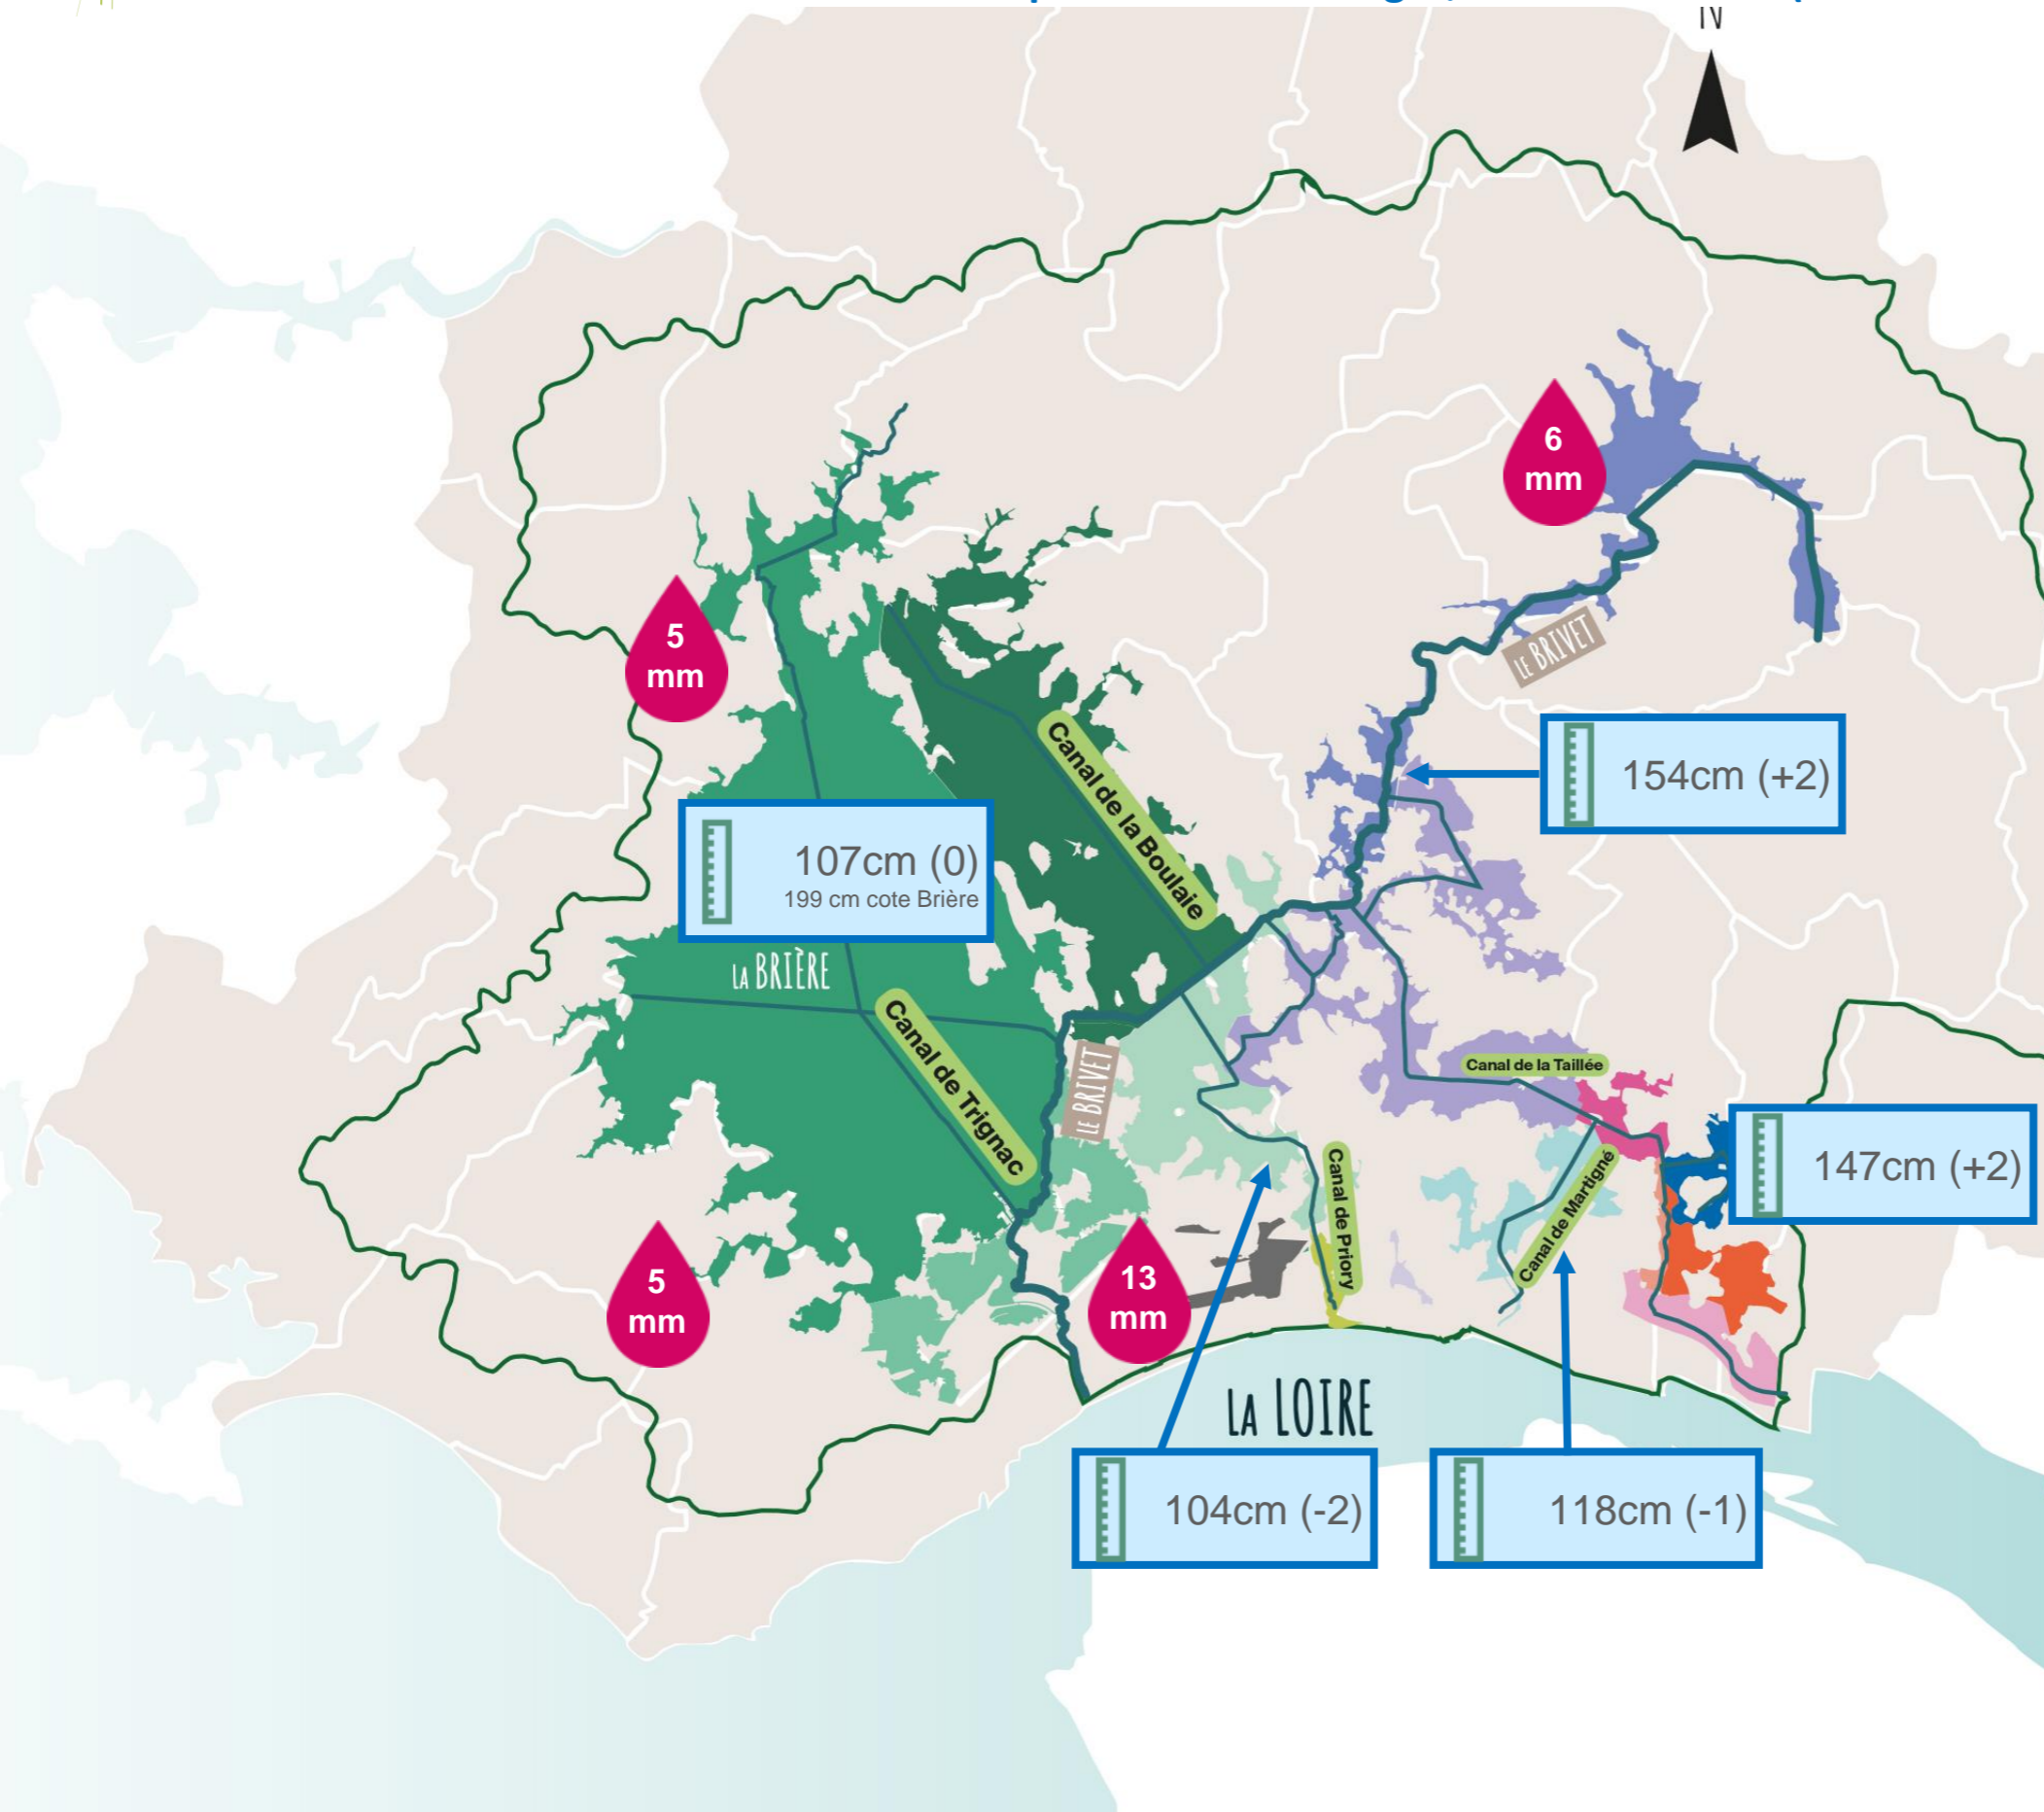 N
6
mm
5
mm
LE BRIVET
Canal de la Boulaie
154cm (+2)
107cm (0)
199 cm cote Brière
LA BRIÈRE
Canal de Trignac
LE BRIVET
Canal de la Taillée
147cm (+2)
Canal de Priory
Canal de Martigné
5
mm
13
mm
LA LOIRE
104cm (-2)
118cm (-1)